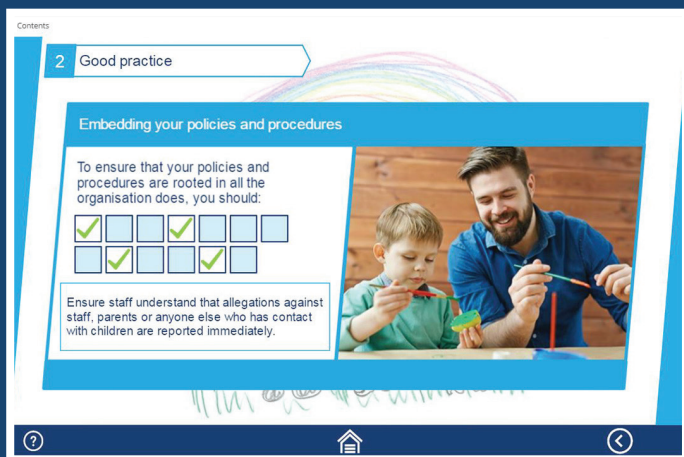 Contents
2 Good practice
Embedding your policies and procedures
To ensure that your policies and
procedures are rooted in all the
organisation does, you should:
Ensure staff understand that allegations against
staff, parents or anyone else who has contact
with children are reported immediately.
?